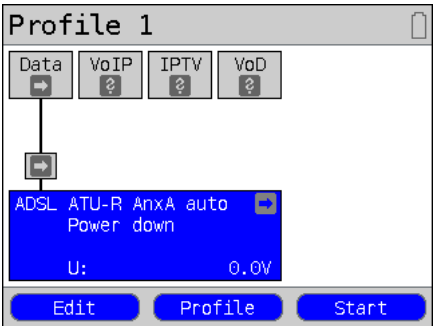 Profile 1
Data VoIP IPTV VoD
? ? ?
ADSL ATU-R AnxA auto
Power down
U: 0.0V
Edit Profile Start